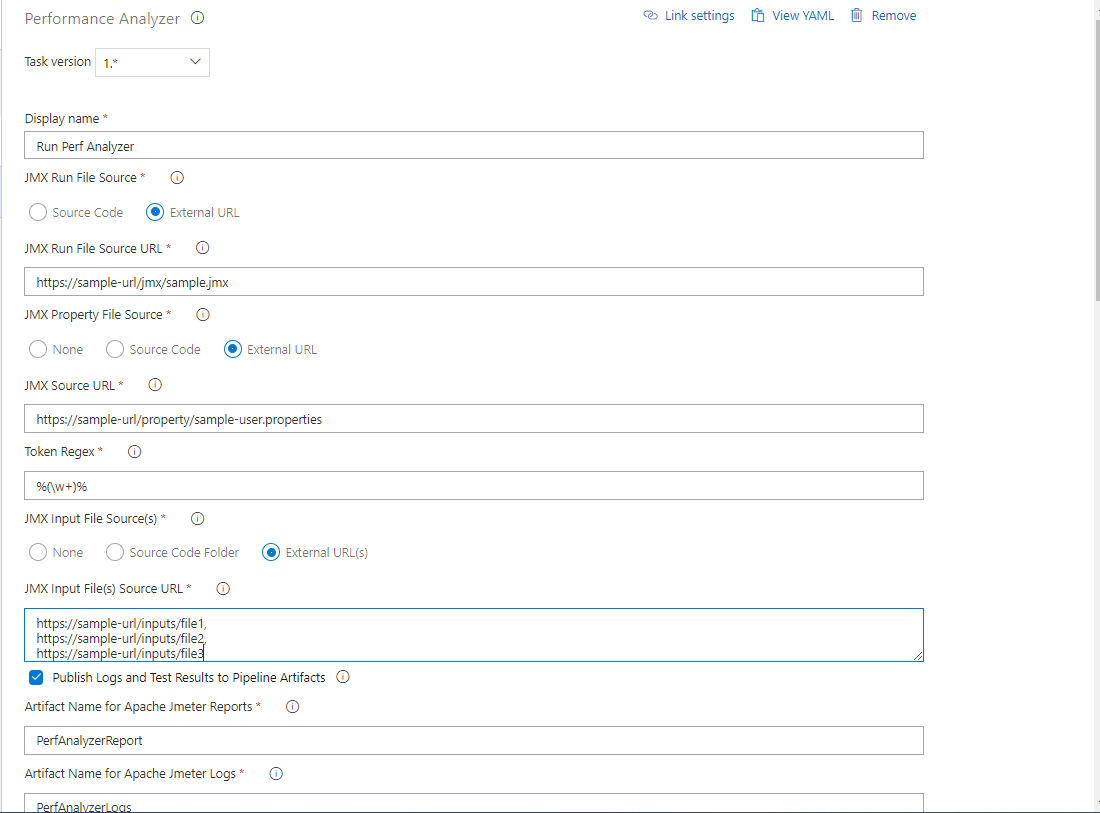 Performance Analyzer
Link settings View YAML Remove
Task version 1.*
Display name *
Run Perf Analyzer
JMX Run File Source *
Source Code External URL
JMX Run File Source URL *
https://sample-url/jmx/sample.jmx
JMX Property File Source *
None Source Code External URL
JMX Source URL *
https://sample-url/property/sample-user.properties
Token Regex *
%(\w+)%
JMX Input File Source(s) *
None Source Code Folder External URL(s)
JMX Input File(s) Source URL *
https://sample-url/inputs/file1,
https://sample-url/inputs/file2,
https://sample-url/inputs/file3
Publish Logs and Test Results to Pipeline Artifacts
Artifact Name for Apache Jmeter Reports *
PerfAnalyzerReport
Artifact Name for Apache Jmeter Logs *
PerfAnalyzerLogs